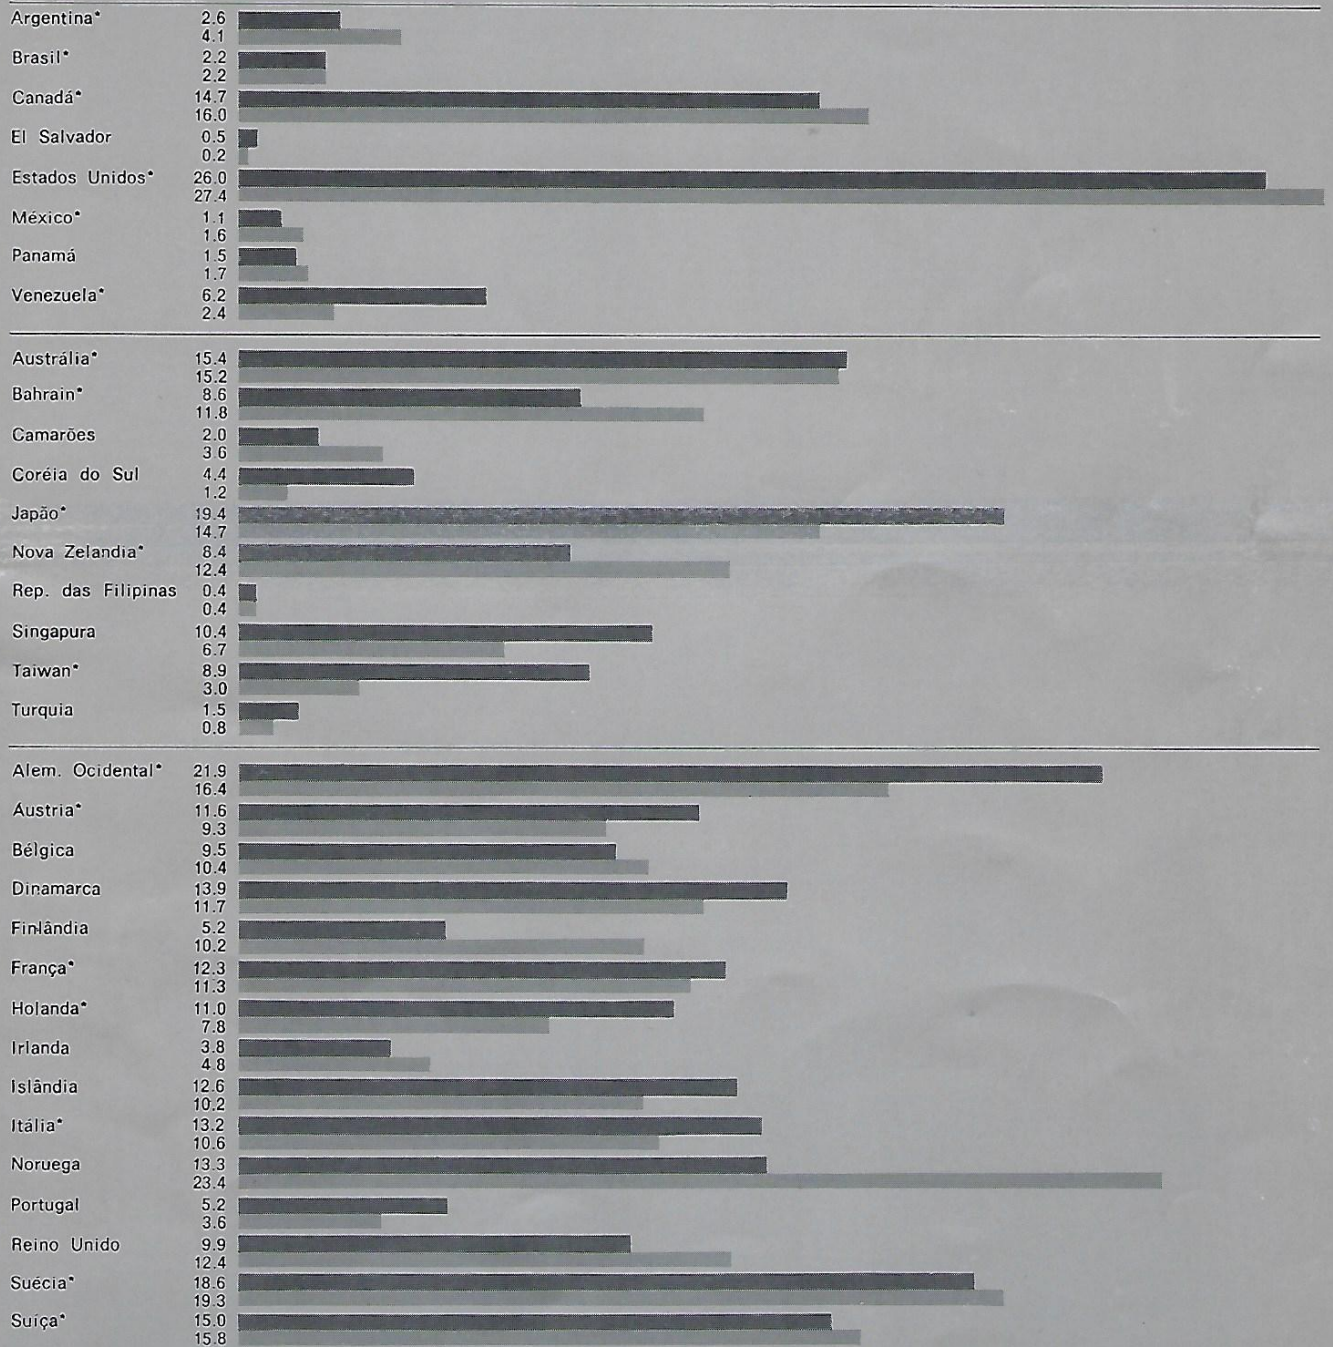 Argentina* 2.6
4.1
Brasil* 2.2
2.2
Canadá* 14.7
16.0
El Salvador 0.5
0.2
Estados Unidos* 26.0
27.4
México* 1.1
1.6
Panamá 1.5
1.7
Venezuela* 6.2
2.4
Austrália* 15.4
15.2
Bahrain* 8.6
11.8
Camarões 2.0
3.6
Coréia do Sul 4.4
1.2
Japão* 19.4
14.7
Nova Zelandia* 8.4
12.4
Rep. das Filipinas 0.4
0.4
Singapura 10.4
6.7
Taiwan* 8.9
3.0
Turquia 1.5
0.8
Alem. Ocidental* 21.9
16.4
Áustria* 11.6
9.3
Bélgica 9.5
10.4
Dinamarca 13.9
11.7
Finlândia 5.2
10.2
França* 12.3
11.3
Holanda* 11.0
7.8
Irlanda 3.8
4.8
Islândia 12.6
10.2
Itália* 13.2
10.6
Noruega 13.3
23.4
Portugal 5.2
3.6
Reino Unido 9.9
12.4
Suécia* 18.6
19.3
Suíça* 15.0
15.8